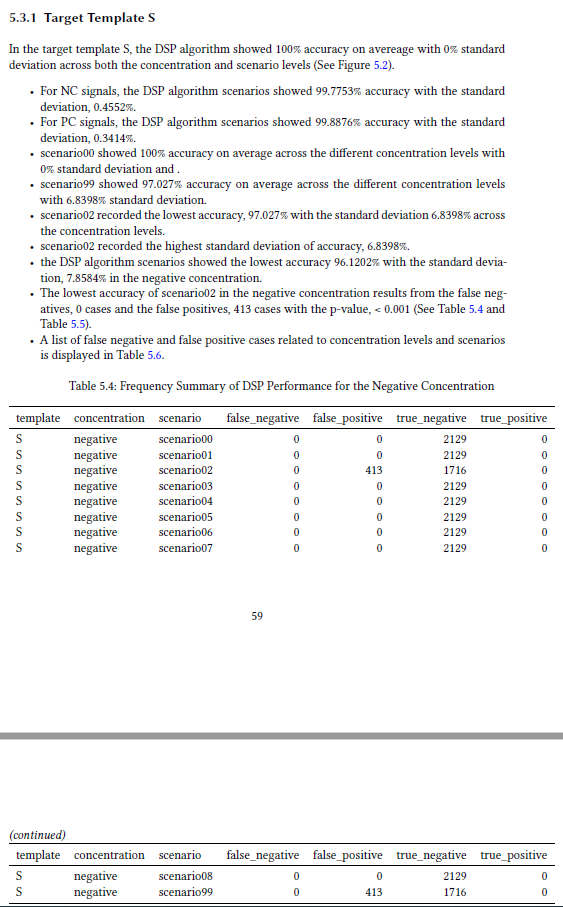 5.3.1 Target Template S
In the target template S, the DSP algorithm showed 100% accuracy on avereage with 0% standard
deviation across both the concentration and scenario levels (See Figure 5.2).
• For NC signals, the DSP algorithm scenarios showed 99.7753% accuracy with the standard
deviation, 0.4552%.
• For PC signals, the DSP algorithm scenarios showed 99.8876% accuracy with the standard
deviation, 0.3414%.
• scenario00 showed 100% accuracy on average across the different concentration levels with
0% standard deviation and .
• scenario99 showed 97.027% accuracy on average across the different concentration levels
with 6.8398% standard deviation.
• scenario02 recorded the lowest accuracy, 97.027% with the standard deviation 6.8398% across
the concentration levels.
• scenario02 recorded the highest standard deviation of accuracy, 6.8398%.
• the DSP algorithm scenarios showed the lowest accuracy 96.1202% with the standard devia-
tion, 7.8584% in the negative concentration.
• The lowest accuracy of scenario02 in the negative concentration results from the false neg-
atives, 0 cases and the false positives, 413 cases with the p-value, < 0.001 (See Table 5.4 and
Table 5.5).
• A list of false negative and false positive cases related to concentration levels and scenarios
is displayed in Table 5.6.
Table 5.4: Frequency Summary of DSP Performance for the Negative Concentration
template concentration scenario false_negative false_positive true_negative true_positive
S negative scenario00 0 0 2129 0
S negative scenario01 0 0 2129 0
S negative scenario02 0 413 1716 0
S negative scenario03 0 0 2129 0
S negative scenario04 0 0 2129 0
S negative scenario05 0 0 2129 0
S negative scenario06 0 0 2129 0
S negative scenario07 0 0 2129 0
59
(continued)
template concentration scenario false_negative false_positive true_negative true_positive
S negative scenario08 0 0 2129 0
S negative scenario99 0 413 1716 0